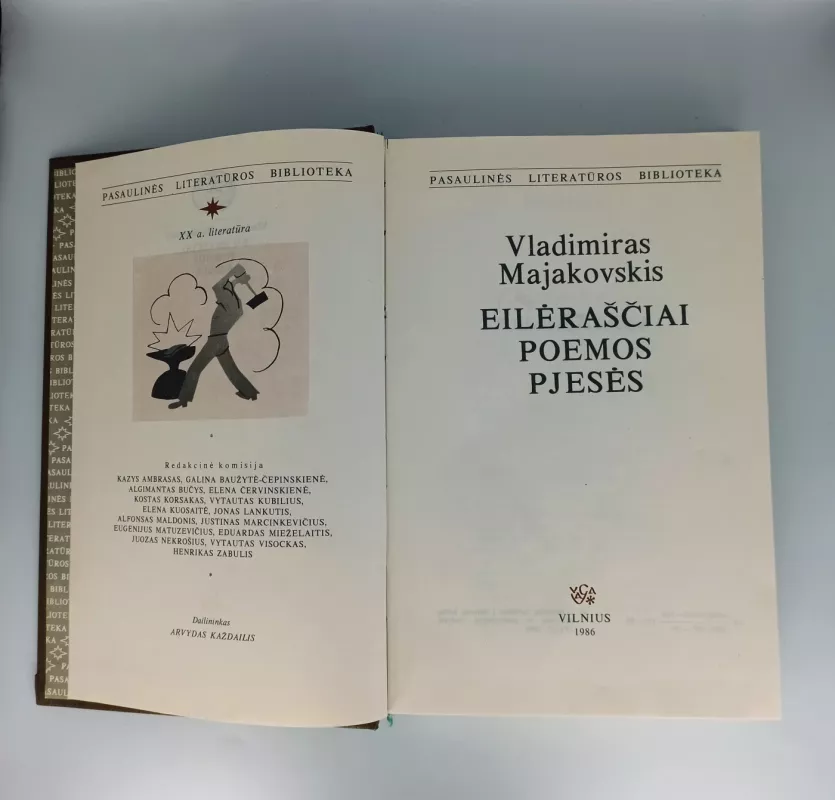 PASAULINĖS LITERATŪROS BIBLIOTEKA
XX a. literatūra
Redakcinė komisija
KAZYS AMBRASAS, GALINA BAUŽYTĖ-ČEPINSKIENĖ,
ALGIMANTAS BUČYS, ELENA ČERVINSKIENĖ,
KOSTAS KORSAKAS, VYTAUTAS KUBILIUS,
ELENA KUOSAITĖ, JONAS LANKUTIS,
ALFONSAS MALDONIS, JUSTINAS MARCINKEVIČIUS,
EUGENIJUS MATUZEVIČIUS, EDUARDAS MIEŽELAITIS,
JUOZAS NEKROŠIUS, VYTAUTAS VISOCKAS,
HENRIKAS ZABULIS
Dailininkas
ARVYDAS KAŽDAILIS
PASAULINĖS LITERATŪROS BIBLIOTEKA
Vladimiras
Majakovskis
EILĖRAŠČIAI
POEMOS
PJESĖS
VILNIUS
1986